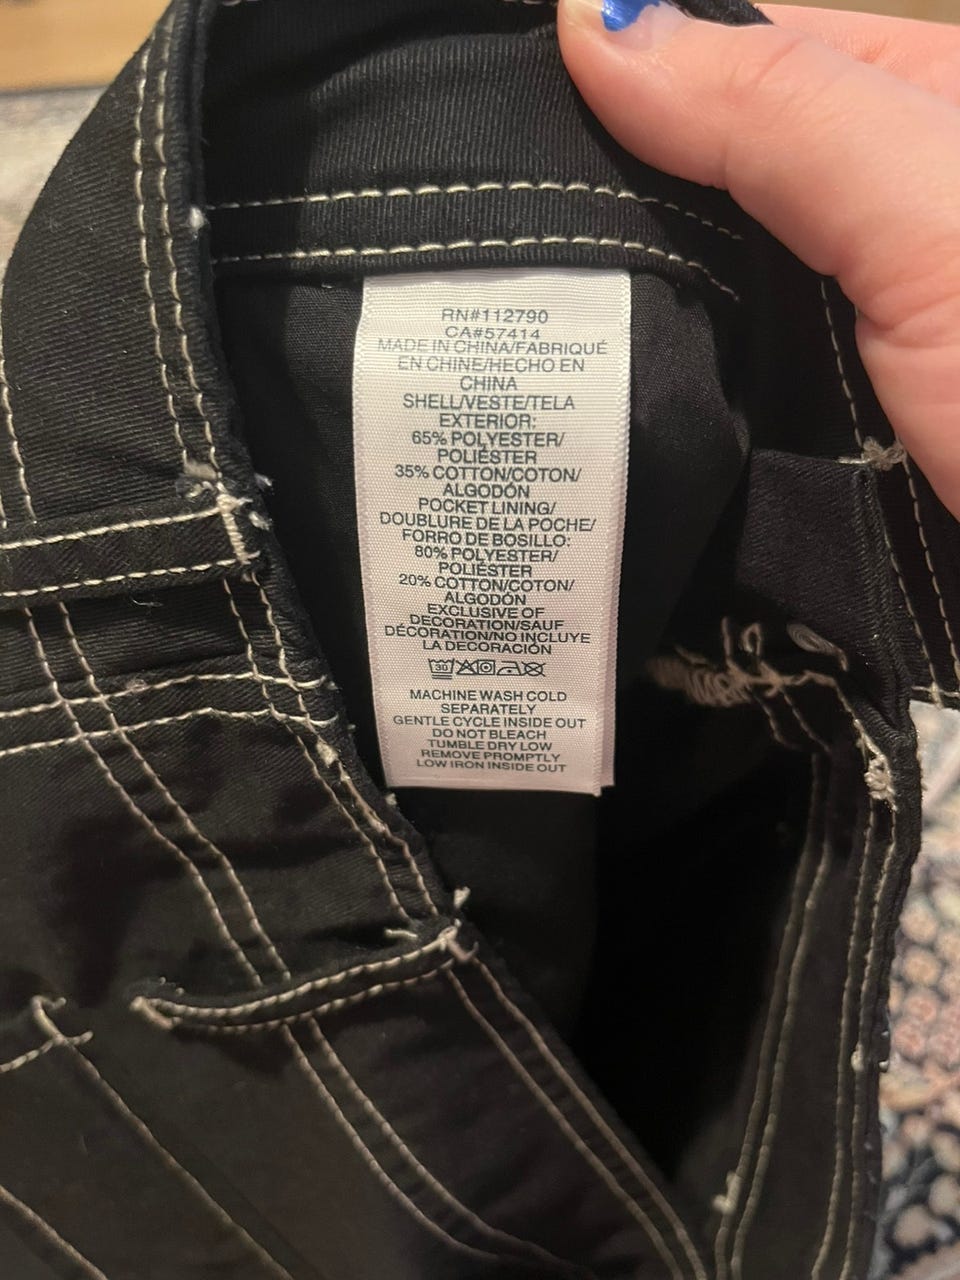 RN#112790
CA#57414
MADE IN CHINA/FABRIQUÉ
EN CHINE/HECHO EN
CHINA
SHELL/VESTE/TELA
EXTERIOR:
65% POLYESTER/
POLIÉSTER
35% COTTON/COTON/
ALGODÓN
POCKET LINING/
DOUBLURE DE LA POCHE/
FORRO DE BOSILLO:
80% POLYESTER/
POLIÉSTER
20% COTTON/COTON/
ALGODÓN
EXCLUSIVE OF
DECORATION/SAUF
DÉCORATION/NO INCLUYE
LA DECORACIÓN
30
MACHINE WASH COLD
SEPARATELY
GENTLE CYCLE INSIDE OUT
DO NOT BLEACH
TUMBLE DRY LOW
REMOVE PROMPTLY
LOW IRON INSIDE OUT